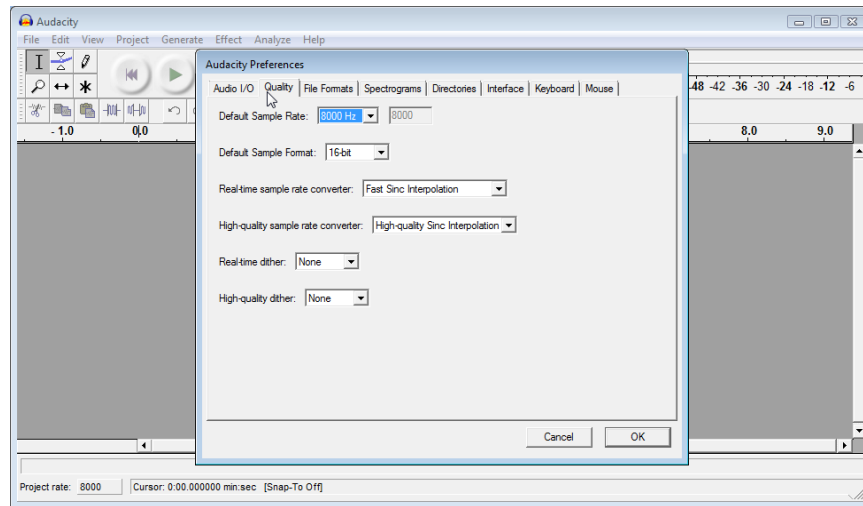 Audacity
File Edit View Project Generate Effect Analyze Help
Audacity Preferences
Audio I/O Quality File Formats Spectrograms Directories Interface Keyboard Mouse
-48 -42 -36 -30 -24 -18 -12 -6
Default Sample Rate: 8000 Hz 8000
- 1.0 0,0 8.0 9.0
Default Sample Format: 16-bit
Real-time sample rate converter: Fast Sinc Interpolation
High-quality sample rate converter: High-quality Sinc Interpolation
Real-time dither: None
High-quality dither: None
Cancel OK
Project rate: 8000 Cursor: 0:00.000000 min:sec [Snap-To Off]